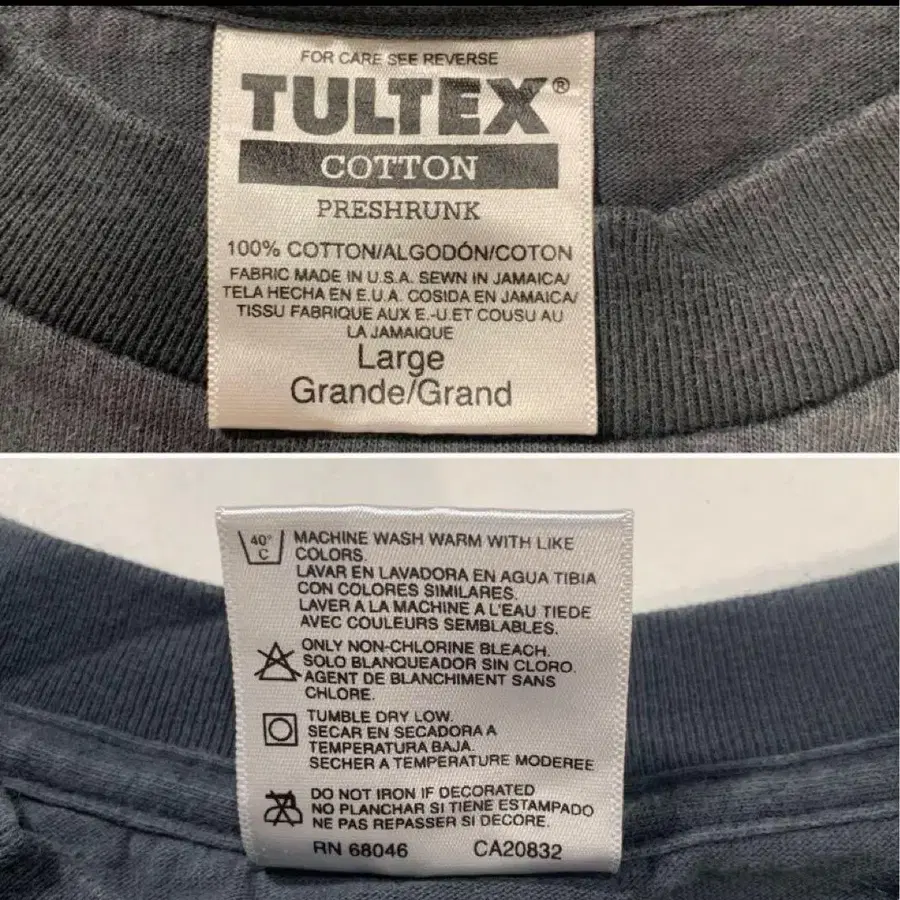 FOR CARE SEE REVERSE
TULTEX®
COTTON
PRESHRUNK
100% COTTON/ALGODÓN/COTON
FABRIC MADE IN U.S.A. SEWN IN JAMAICA/
TELA HECHA EN E.U.A. COSIDA EN JAMAICA/
TISSU FABRIQUE AUX E.-U.ET COUSU AU
LA JAMAIQUE
Large
Grande/Grand
40°
C
MACHINE WASH WARM WITH LIKE
COLORS.
LAVAR EN LAVADORA EN AGUA TIBIA
CON COLORES SIMILARES.
LAVER A LA MACHINE A L'EAU TIEDE
AVEC COULEURS SEMBLABLES.
ONLY NON-CHLORINE BLEACH.
SOLO BLANQUEADOR SIN CLORO.
AGENT DE BLANCHIMENT SANS
CHLORE.
TUMBLE DRY LOW.
SECAR EN SECADORA A
TEMPERATURA BAJA.
SECHER A TEMPERATURE MODEREE
DO NOT IRON IF DECORATED
NO PLANCHAR SI TIENE ESTAMPADO
NE PAS REPASSER SI DECORE.
RN 68046 CA20832